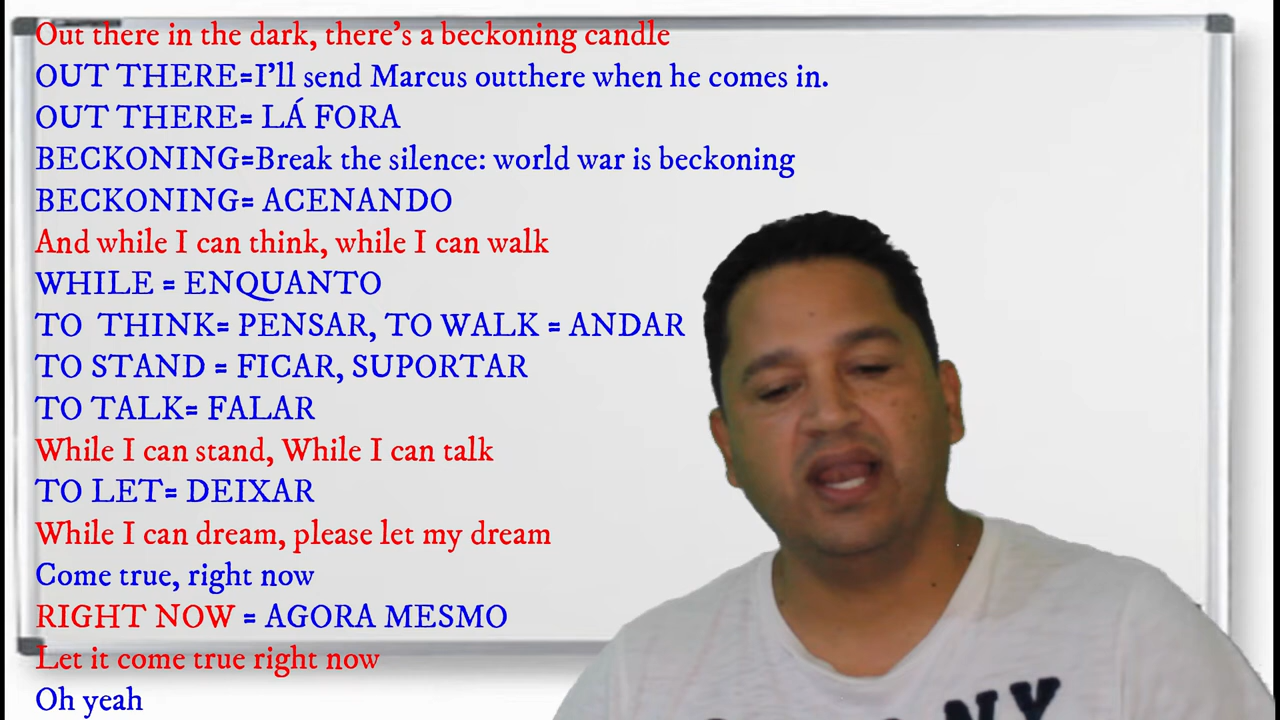 Out there in the dark, there's a beckoning candle
OUT THERE=I'll send Marcus outthere when he comes in.
OUT THERE= LÁ FORA
BECKONING=Break the silence: world war is beckoning
BECKONING= ACENANDO
And while I can think, while I can walk
WHILE = ENQUANTO
TO THINK= PENSAR, TO WALK = ANDAR
TO STAND = FICAR, SUPORTAR
TO TALK= FALAR
While I can stand, While I can talk
TO LET= DEIXAR
While I can dream, please let my dream
Come true, right now
RIGHT NOW = AGORA MESMO
Let it come true right now
Oh yeah